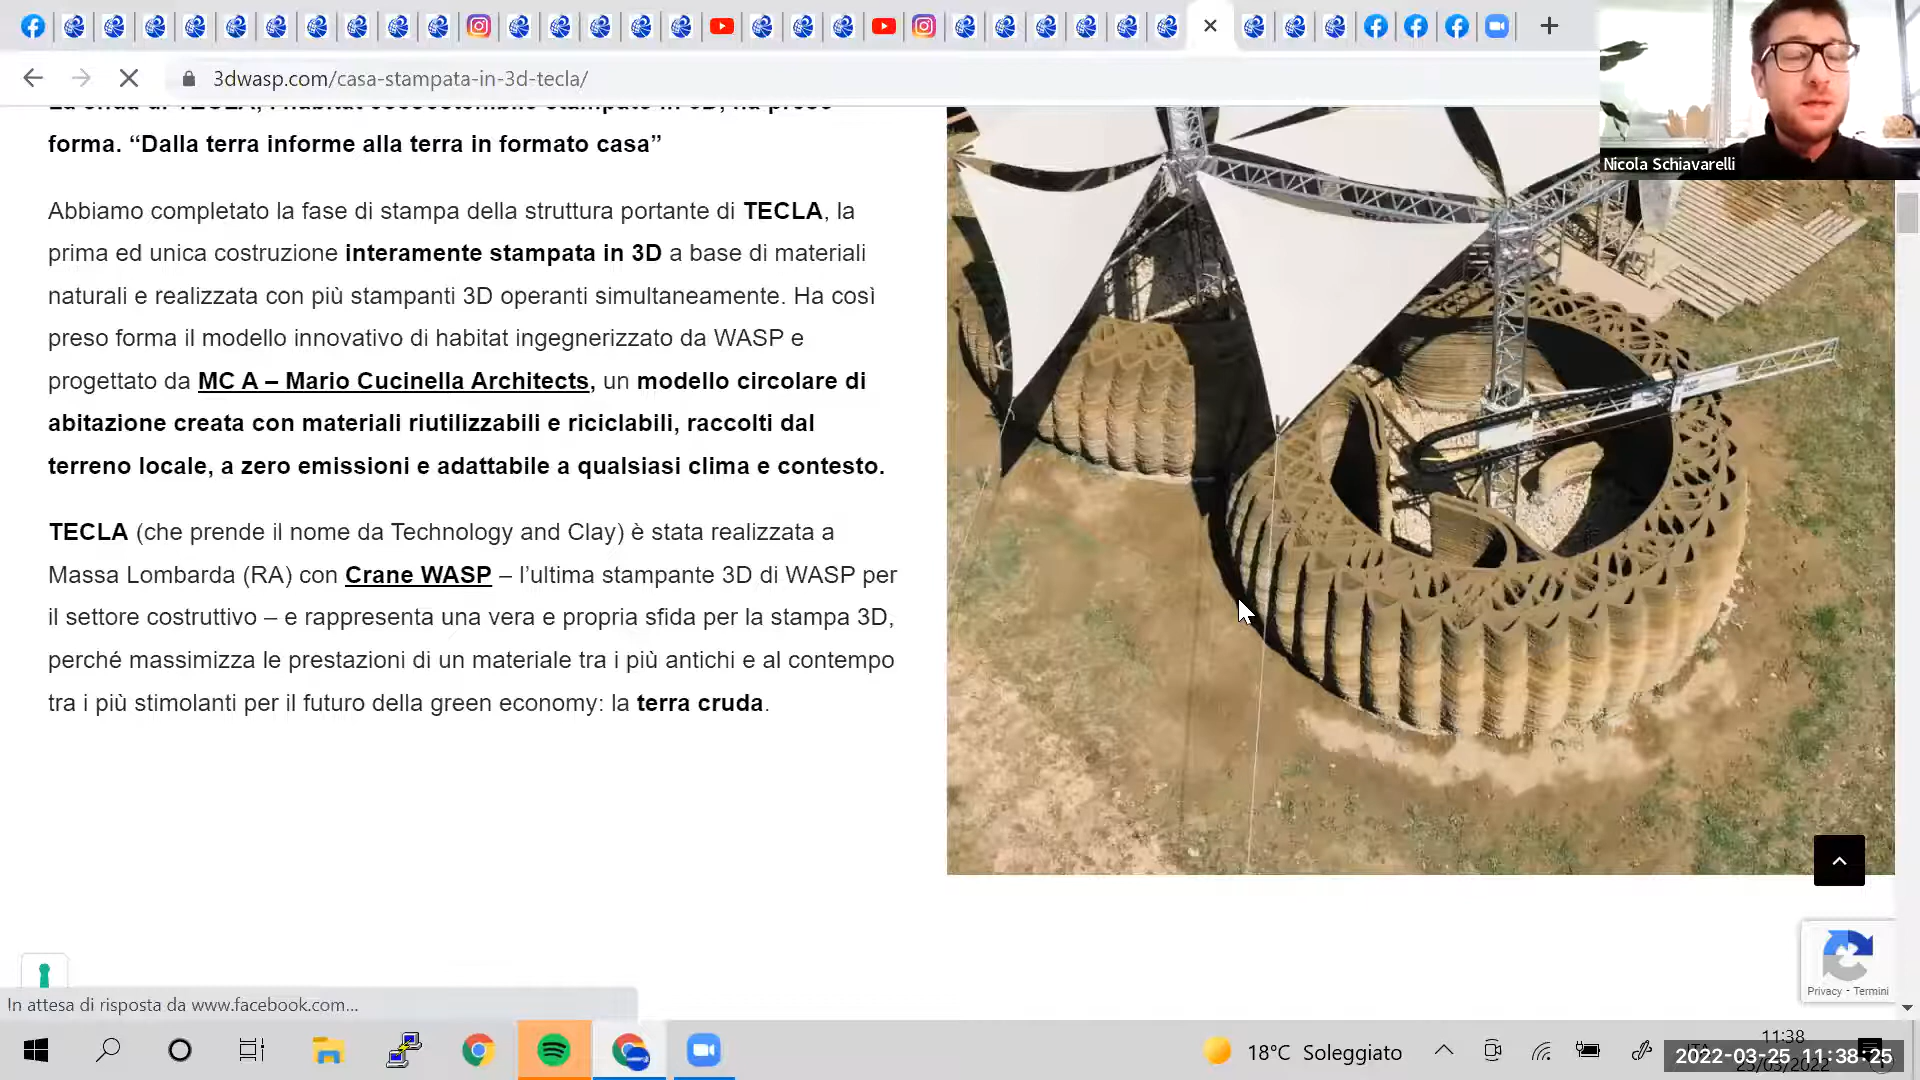 3dwasp.com/casa-stampata-in-3d-tecla/
Nicola Schiavarelli
forma. “Dalla terra informe alla terra in formato casa”
Abbiamo completato la fase di stampa della struttura portante di TECLA, la
prima ed unica costruzione interamente stampata in 3D a base di materiali
naturali e realizzata con più stampanti 3D operanti simultaneamente. Ha così
preso forma il modello innovativo di habitat ingegnerizzato da WASP e
progettato da MC A – Mario Cucinella Architects, un modello circolare di
abitazione creata con materiali riutilizzabili e riciclabili, raccolti dal
terreno locale, a zero emissioni e adattabile a qualsiasi clima e contesto.
TECLA (che prende il nome da Technology and Clay) è stata realizzata a
Massa Lombarda (RA) con Crane WASP – l’ultima stampante 3D di WASP per
il settore costruttivo – e rappresenta una vera e propria sfida per la stampa 3D,
perché massimizza le prestazioni di un materiale tra i più antichi e al contempo
tra i più stimolanti per il futuro della green economy: la terra cruda.
Privacy - Termini
In attesa di risposta da www.facebook.com...
18°C Soleggiato
11:38
2022-03-25 11:38:25